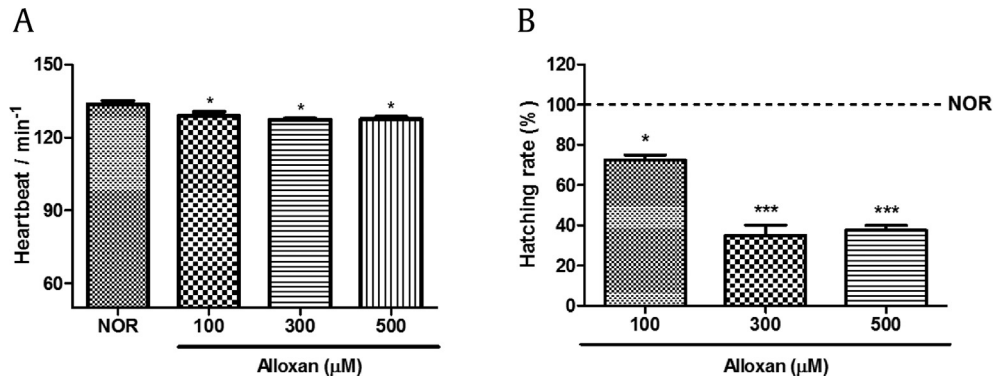 A
Heartbeat / min⁻¹
150
120
90
60
*
*
*
NOR
100
300
500
Alloxan (μM)
B
Hatching rate (%)
120
100
80
60
40
20
0
NOR
*
***
***
100
300
500
Alloxan (μM)